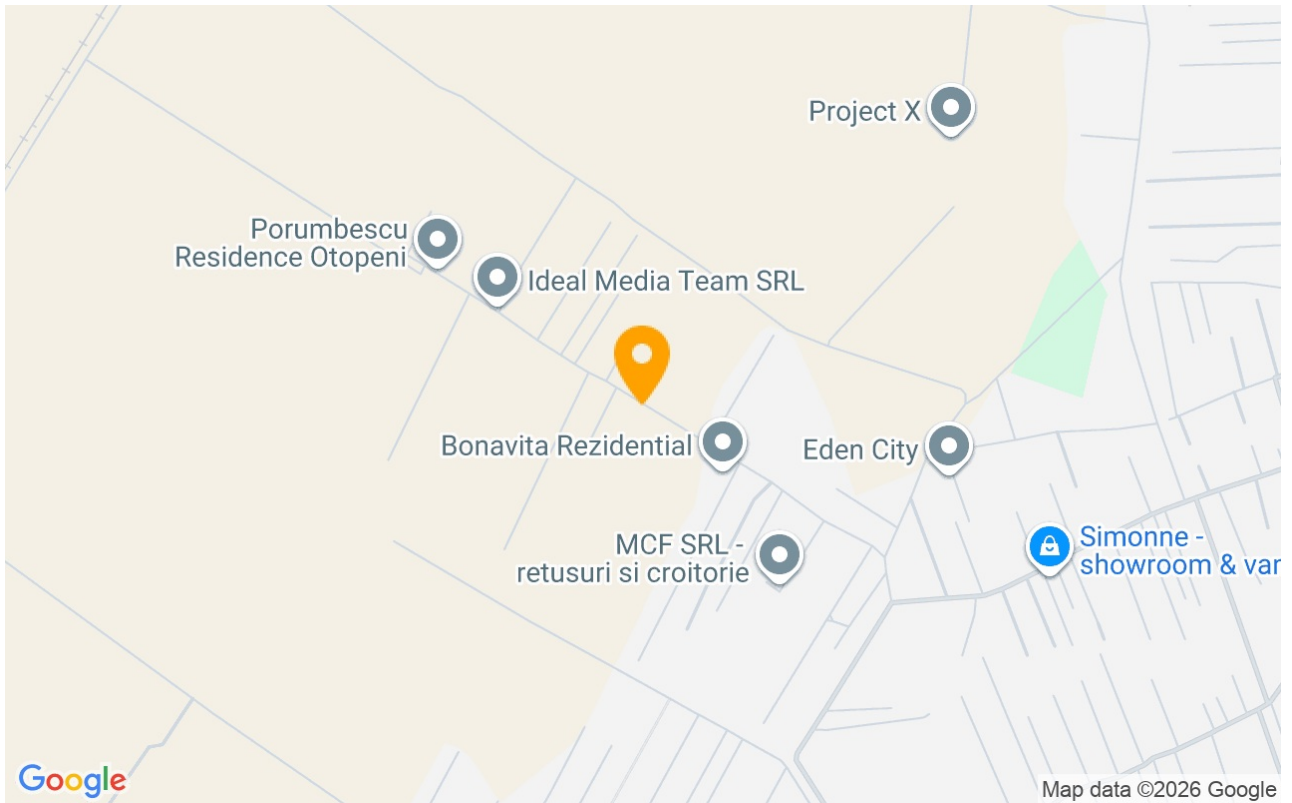 Project X
Porumbescu
Residence Otopeni
Ideal Media Team SRL
Bonavita Rezidential
Eden City
MCF SRL -
retusuri si croitorie
Simonne -
showroom & var
Google
Map data ©2026 Google